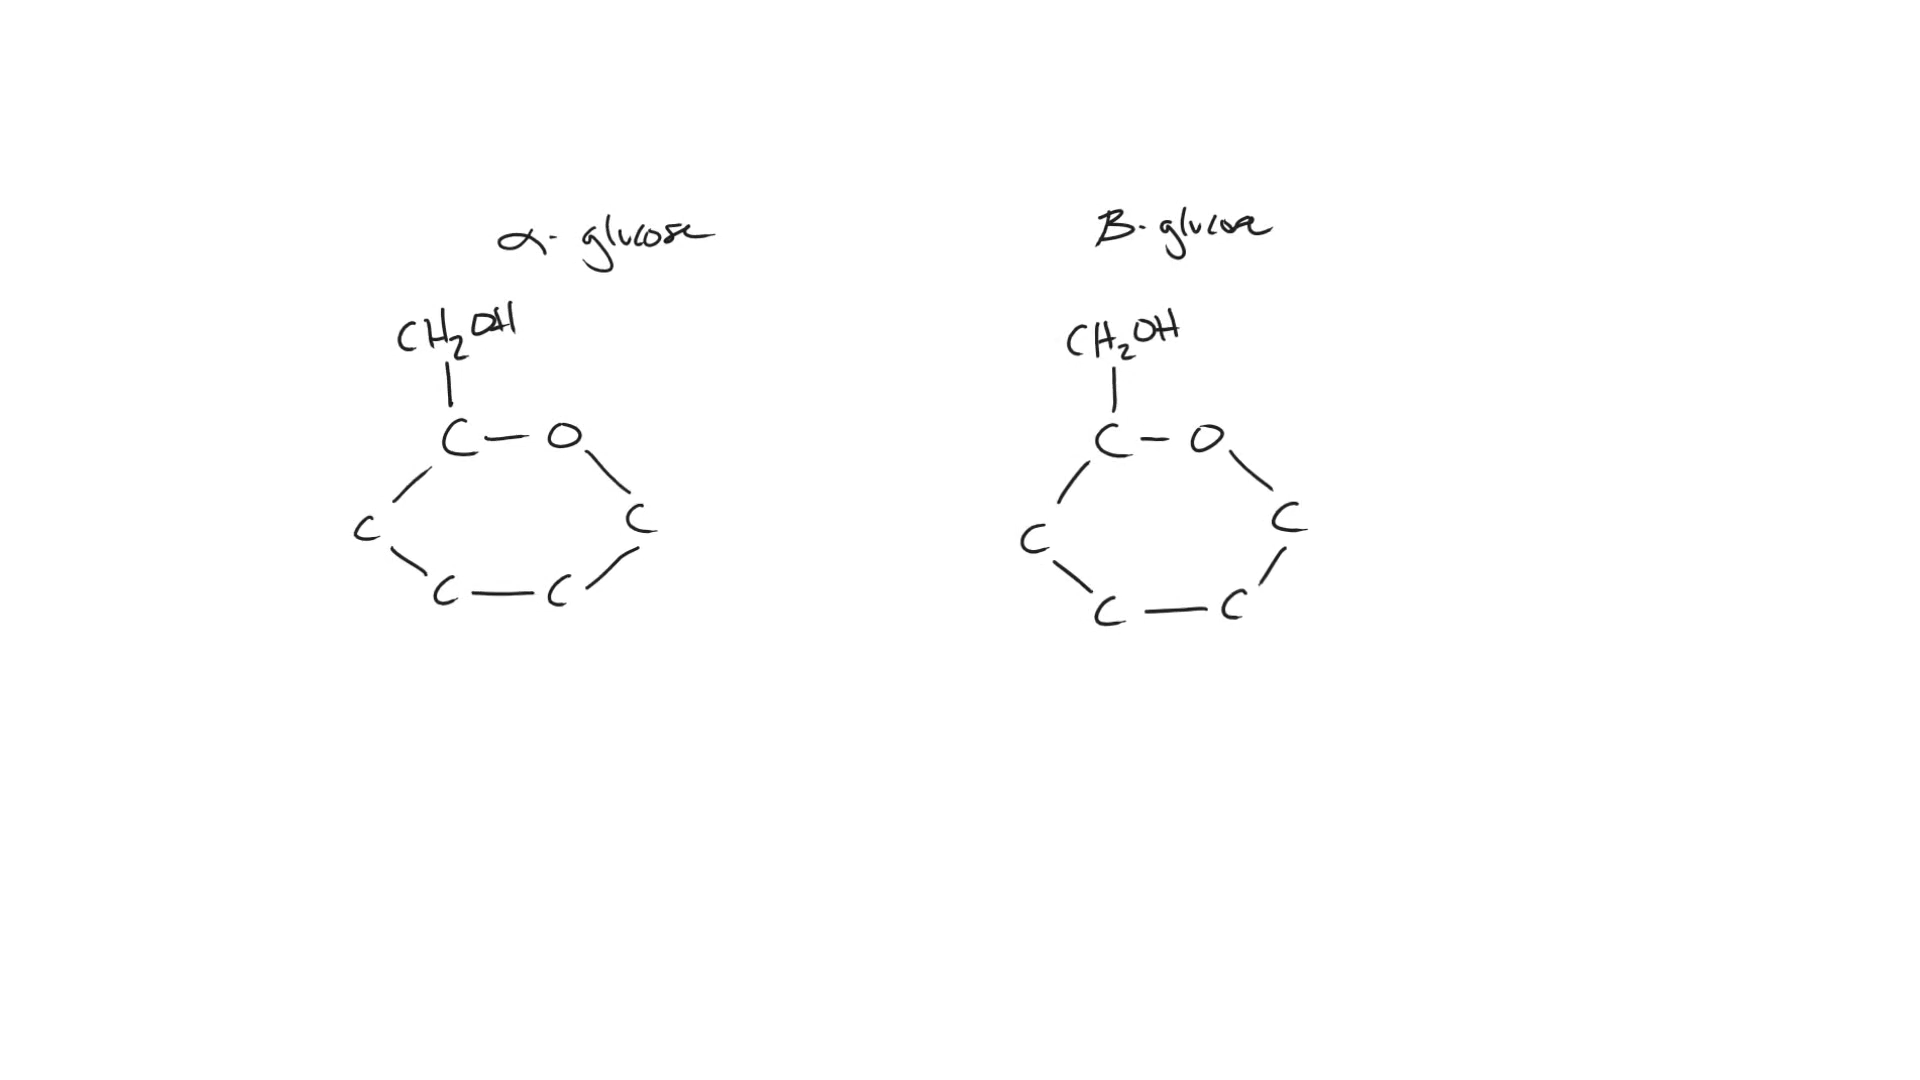 α- glucose
B- glucose
CH₂OH
CH₂OH
C - O
C - O
C C
C C
C - C
C - C